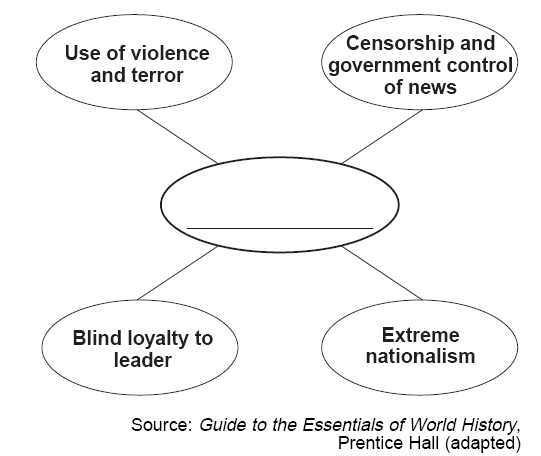 Use of violence
and terror
Censorship and
government control
of news
Blind loyalty to
leader
Extreme
nationalism
Source: Guide to the Essentials of World History,
Prentice Hall (adapted)